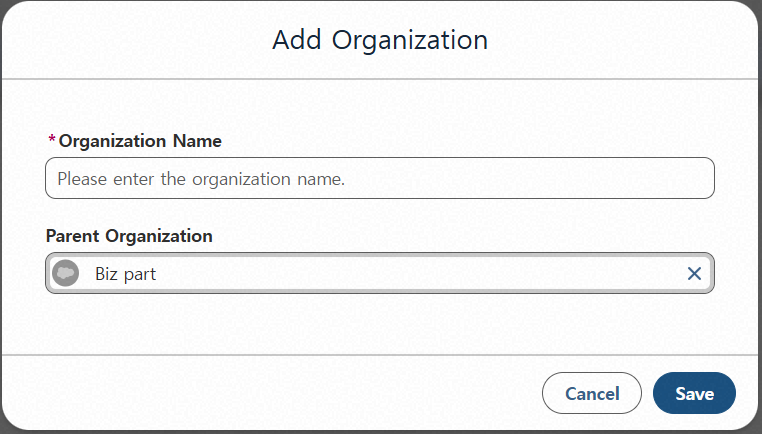 Add Organization
*Organization Name
Please enter the organization name.
Parent Organization
Biz part
Cancel Save